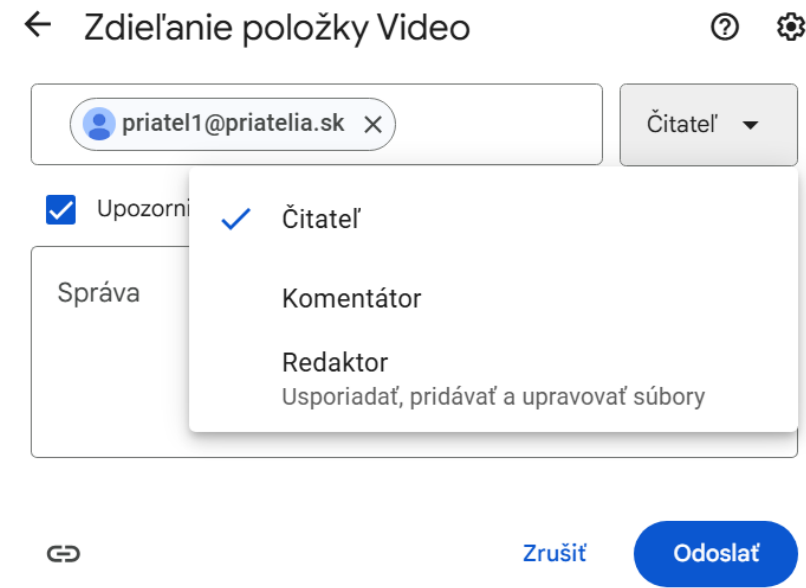 Zdieľanie položky Video
priatel1@priatelia.sk
Čitateľ
Upozorni
Čitateľ
Správa
Komentátor
Redaktor
Usporiadať, pridávať a upravovať súbory
Zrušiť
Odoslať